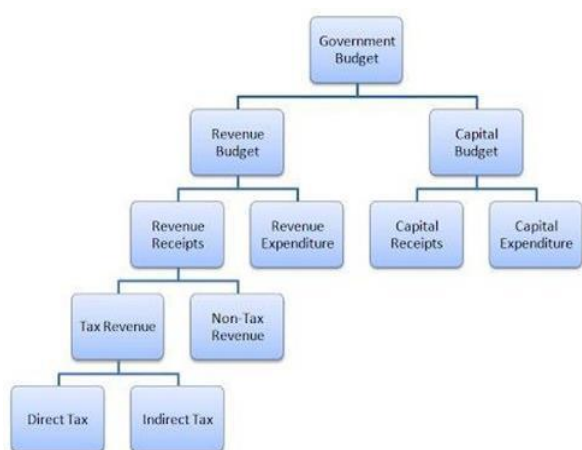 Government
Budget
Revenue
Budget
Capital
Budget
Revenue
Receipts
Revenue
Expenditure
Capital
Receipts
Capital
Expenditure
Tax Revenue
Non-Tax
Revenue
Direct Tax
Indirect Tax